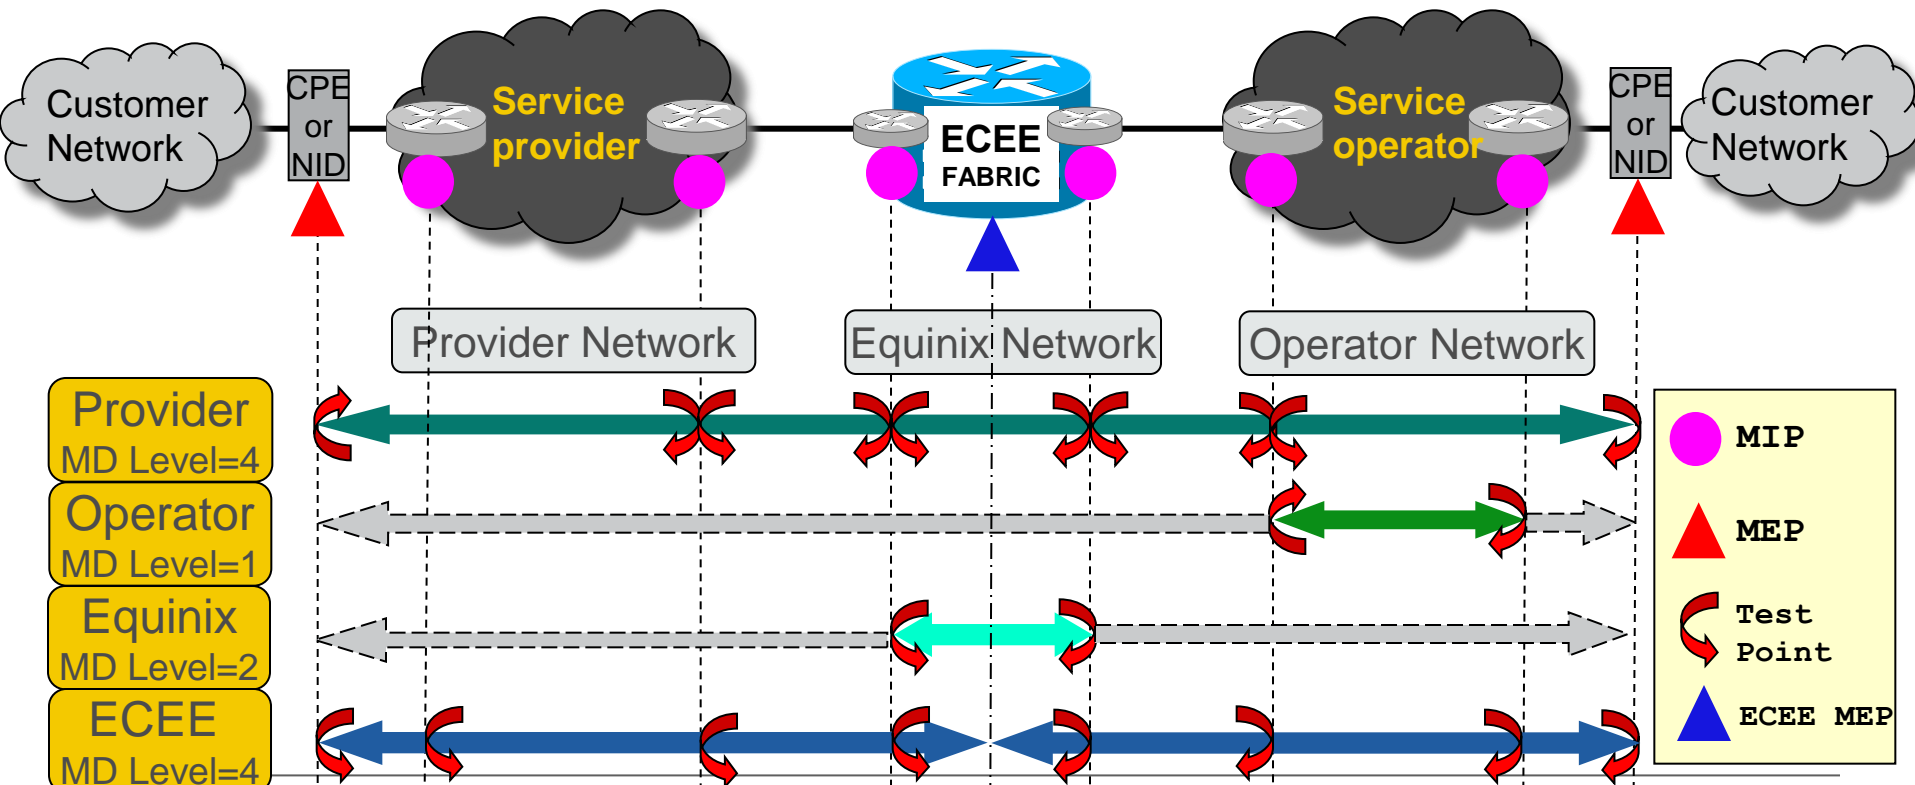 Customer
Network
CPE
or
NID
Service
provider
ECEE
FABRIC
Service
operator
CPE
or
NID
Customer
Network
Provider Network
Equinix Network
Operator Network
Provider
MD Level=4
Operator
MD Level=1
Equinix
MD Level=2
ECEE
MD Level=4
MIP
MEP
Test
Point
ECEE MEP